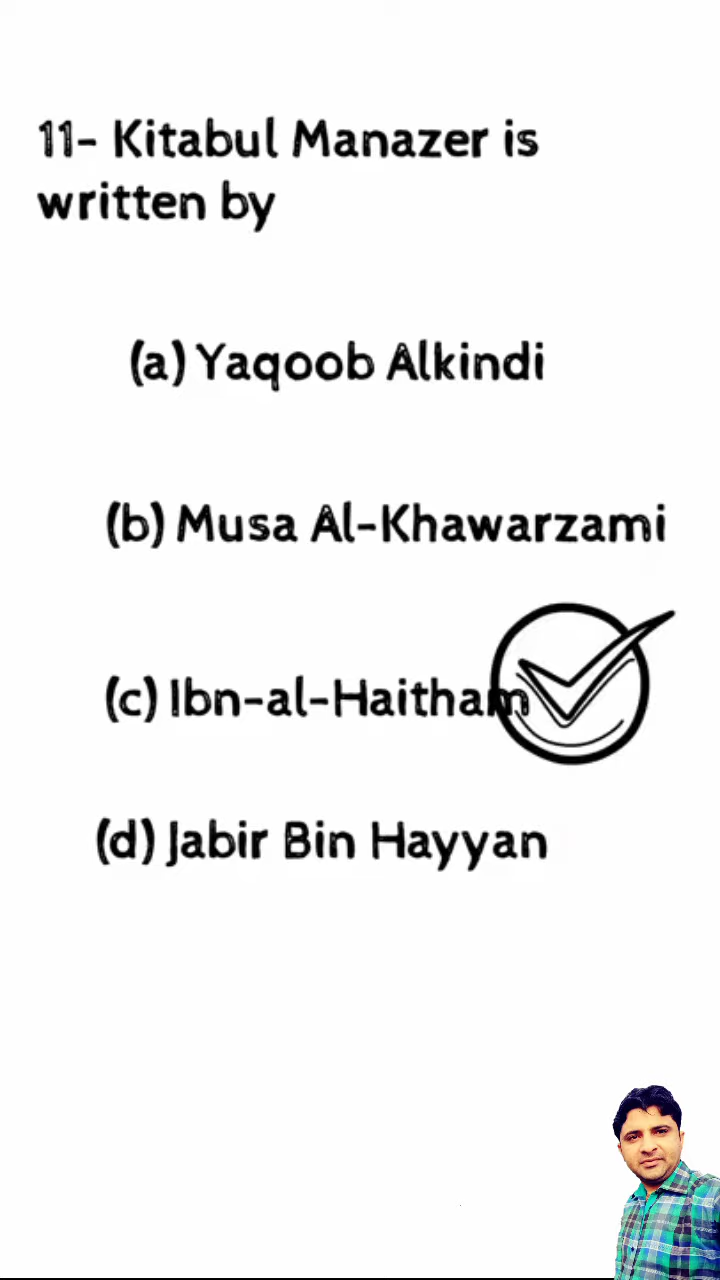 11- Kitabul Manazer is
written by
(a) Yaqoob Alkindi
(b) Musa Al-Khawarzami
(c) Ibn-al-Haitham
(d) Jabir Bin Hayyan